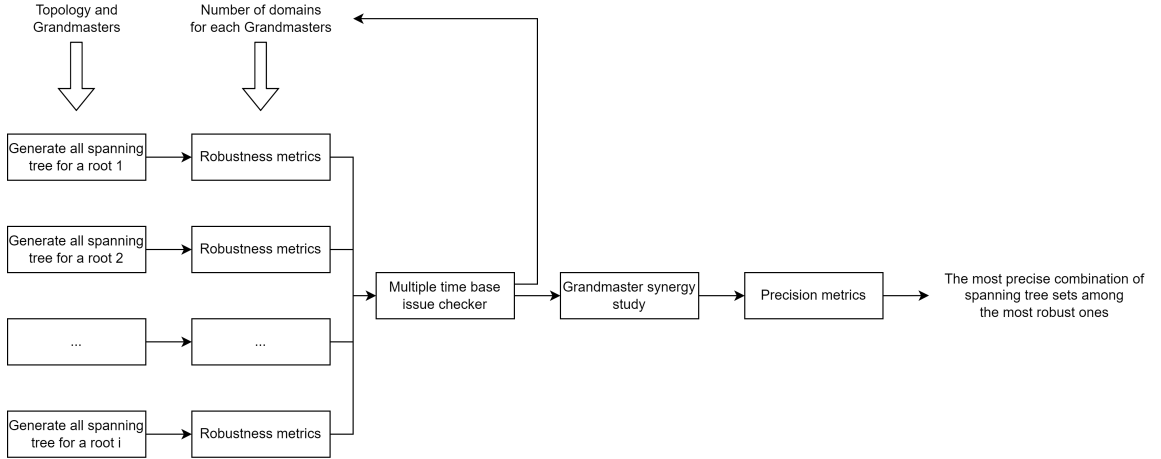 Topology and
Grandmasters
Number of domains
for each Grandmasters
Generate all spanning
tree for a root 1
Robustness metrics
Generate all spanning
tree for a root 2
Robustness metrics
Multiple time base
issue checker
Grandmaster synergy
study
Precision metrics
The most precise combination of
spanning tree sets among
the most robust ones
...
...
Generate all spanning
tree for a root i
Robustness metrics